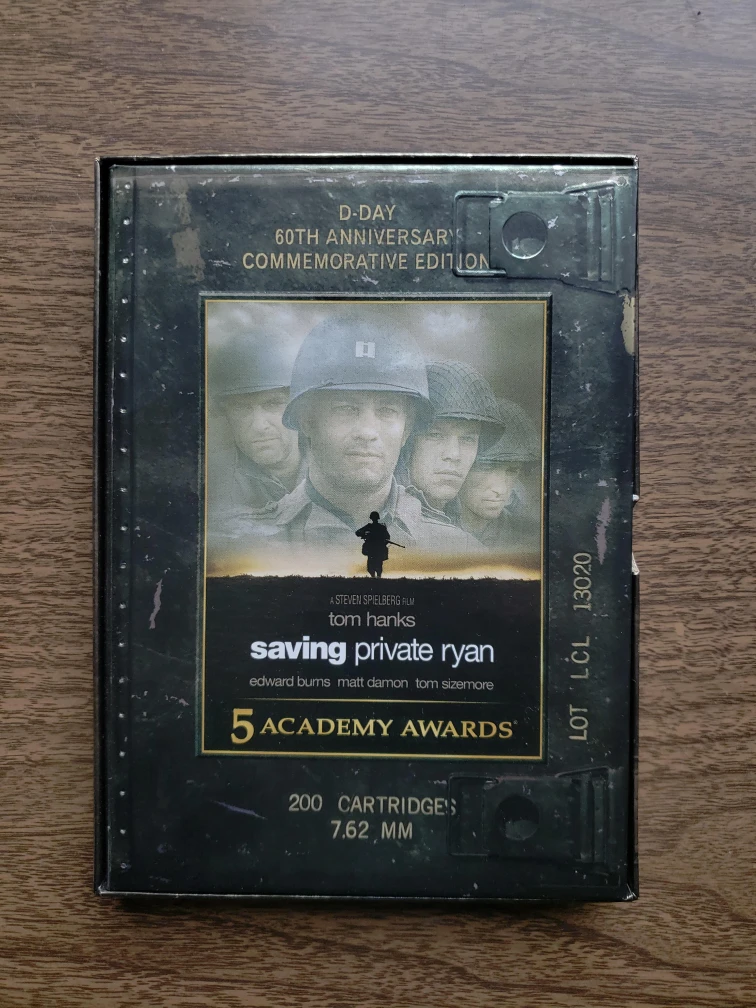 D-DAY
60TH ANNIVERSARY
COMMEMORATIVE EDITION
A STEVEN SPIELBERG FILM
tom hanks
saving private ryan
edward burns matt damon tom sizemore
5 ACADEMY AWARDS®
LOT LCL 13020
200 CARTRIDGES
7.62 MM